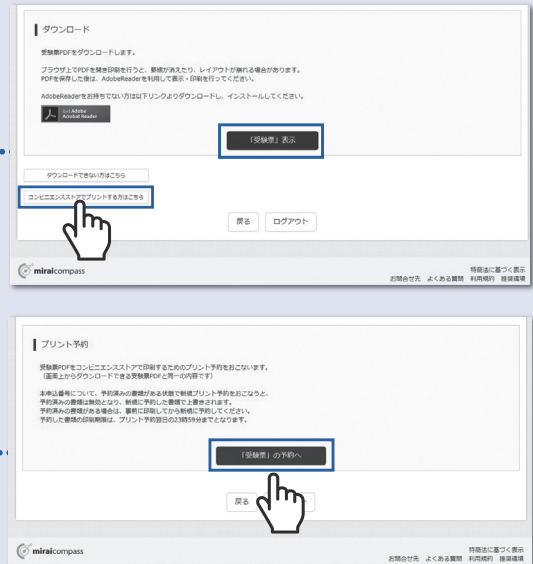 ダウンロード
受験票PDFをダウンロードします。
ブラウザ上でPDFを開き印刷を行うと、罫線が消えたり、レイアウトが崩れる場合があります。
PDFを保存した後は、AdobeReaderを利用して表示・印刷を行ってください。
AdobeReaderをお持ちでない方は以下リンクよりダウンロードし、インストールしてください。
Get Adobe
Acrobat Reader
「受験票」表示
ダウンロードできない方はこちら
コンビニエンスストアでプリントする方はこちら
戻る ログアウト
miraicompass
特商法に基づく表示
お問合せ先 よくある質問 利用規約 推奨環境
プリント予約
受験票PDFをコンビニエンスストアで印刷するためのプリント予約をおこないます。
（画面上からダウンロードできる受験票PDFと同一の内容です）
本申込番号について、予約済みの書類がある状態で新規プリント予約をおこなうと、
予約済みの書類は無効となり、新規に予約した書類で上書きされます。
予約済みの書類がある場合は、事前に印刷してから新規に予約してください。
予約した書類の印刷期限は、プリント予約翌日の23時59分までとなります。
「受験票」の予約へ
戻る
miraicompass
特商法に基づく表示
お問合せ先 よくある質問 利用規約 推奨環境